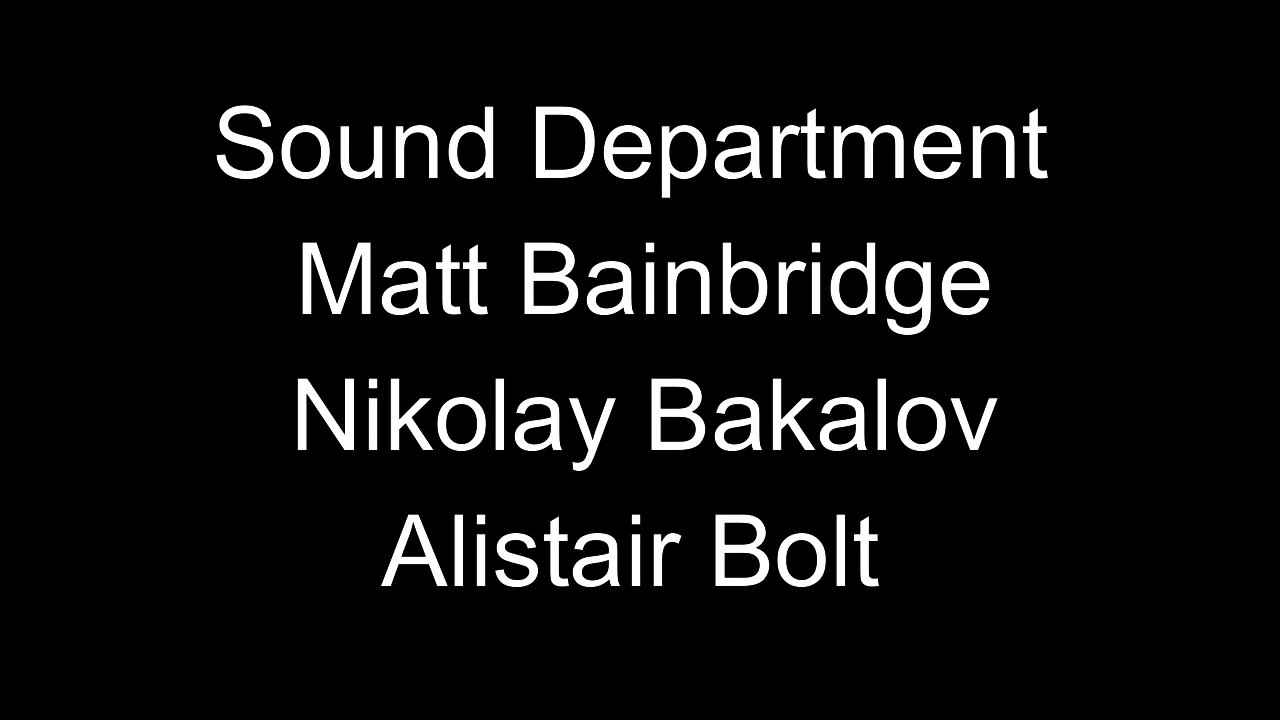 Sound Department
Matt Bainbridge
Nikolay Bakalov
Alistair Bolt